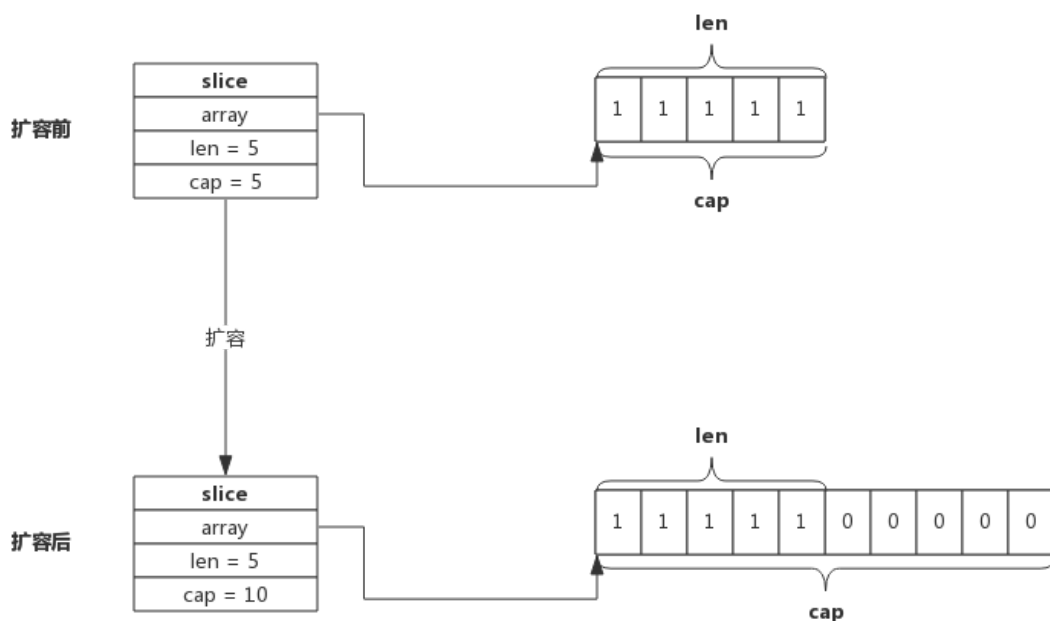 len
slice
array
扩容前
len = 5
cap = 5
1 1 1 1 1
cap
扩容
len
slice
array
扩容后
len = 5
cap = 10
1 1 1 1 1 0 0 0 0 0
cap